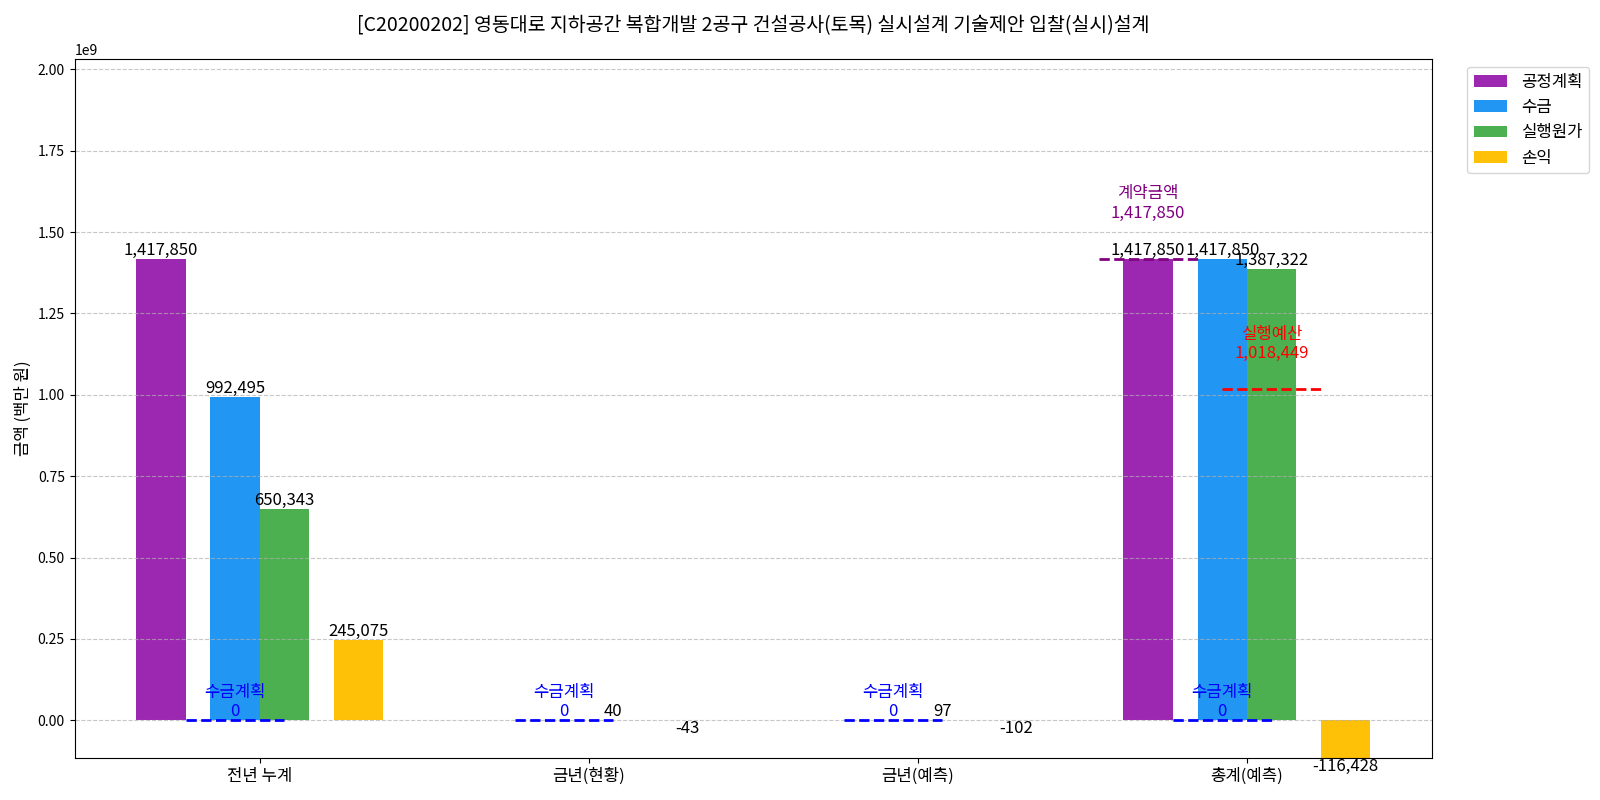 [C20200202] 영동대로 지하공간 복합개발 2공구 건설공사(토목) 실시설계 기술제안 입찰(실시)설계
1e9
2.00
1.75
1.50
1.25
1.00
0.75
0.50
0.25
0.00
금액 (백만 원)
공정계획
수금
실행원가
손익
1,417,850
992,495
650,343
245,075
수금계획
0
수금계획
0
40
-43
수금계획
0
97
-102
계약금액
1,417,850
1,417,850
1,417,850
1,387,322
실행예산
1,018,449
수금계획
0
-116,428
전년 누계
금년(현황)
금년(예측)
총계(예측)